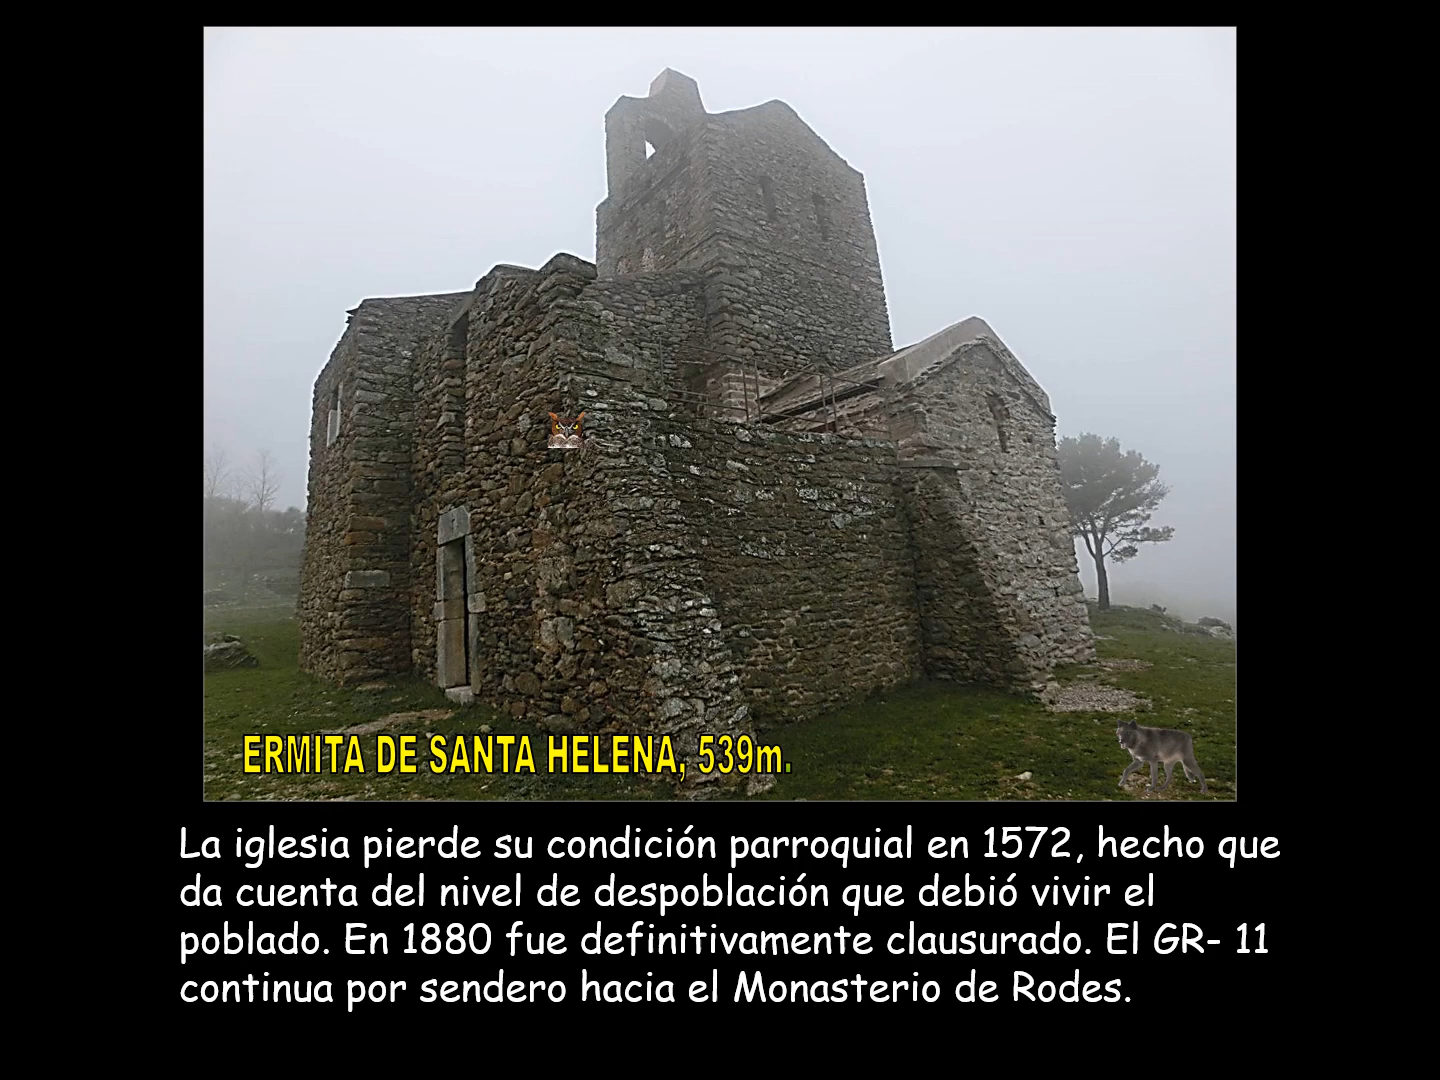 ERMITA DE SANTA HELENA, 539m.
La iglesia pierde su condición parroquial en 1572, hecho que
da cuenta del nivel de despoblación que debió vivir el
poblado. En 1880 fue definitivamente clausurado. El GR- 11
continua por sendero hacia el Monasterio de Rodes.